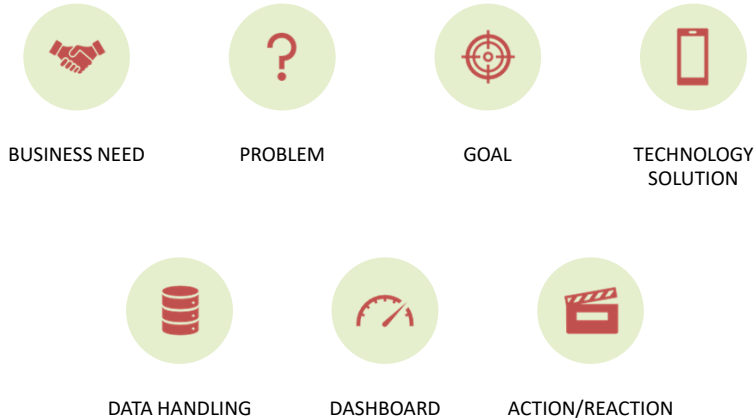 BUSINESS NEED
PROBLEM
GOAL
TECHNOLOGY
SOLUTION
DATA HANDLING
DASHBOARD
ACTION/REACTION